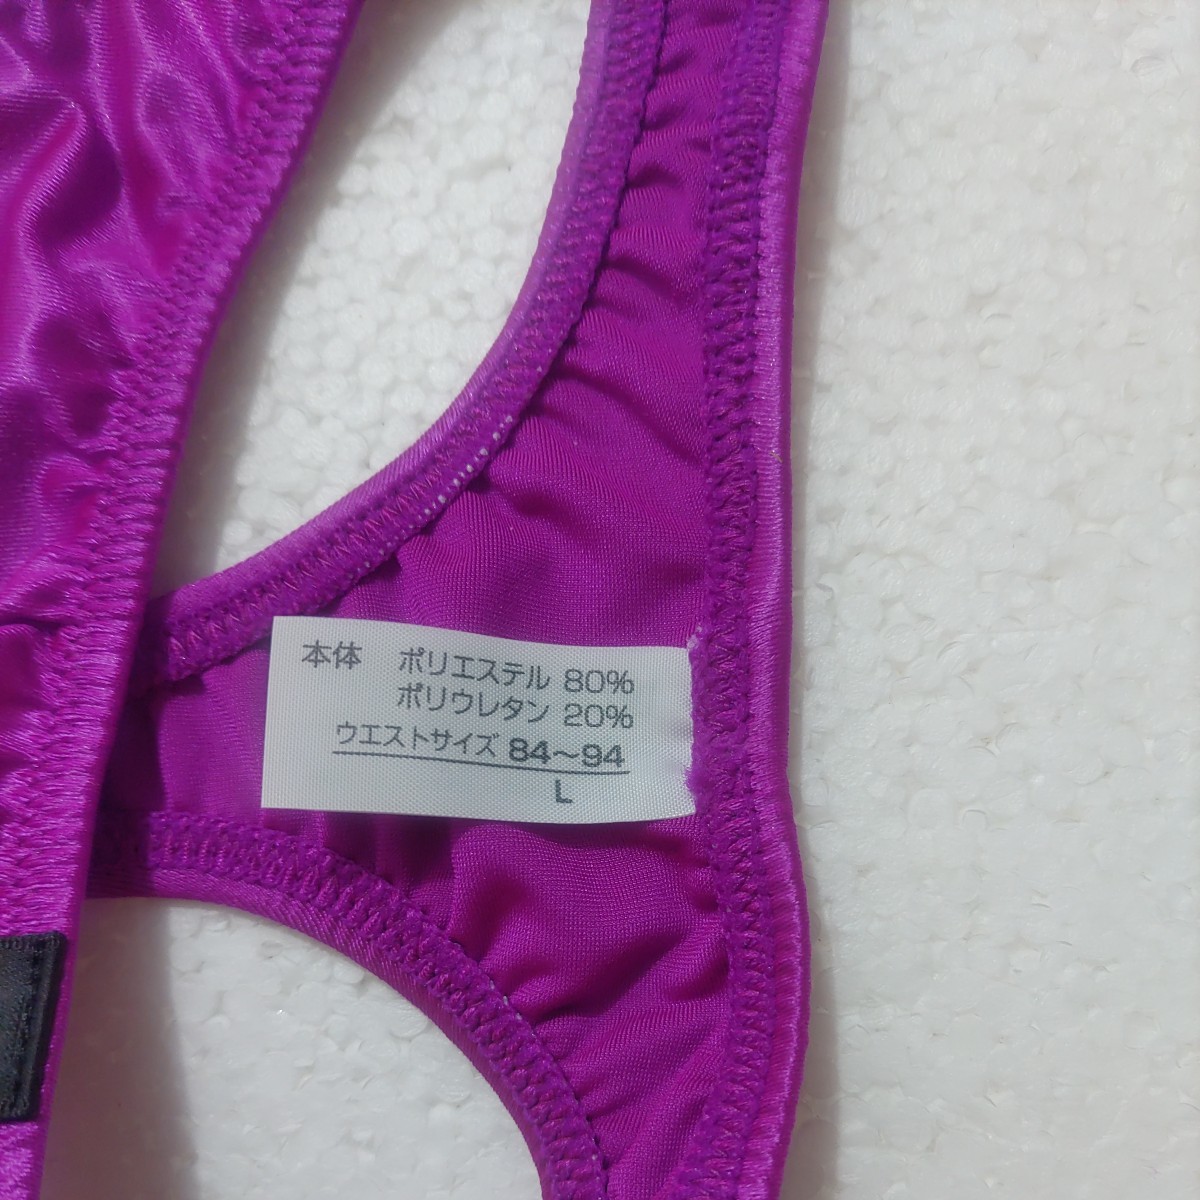 本体 ポリエステル 80%
ポリウレタン 20%
ウエストサイズ 84～94
L